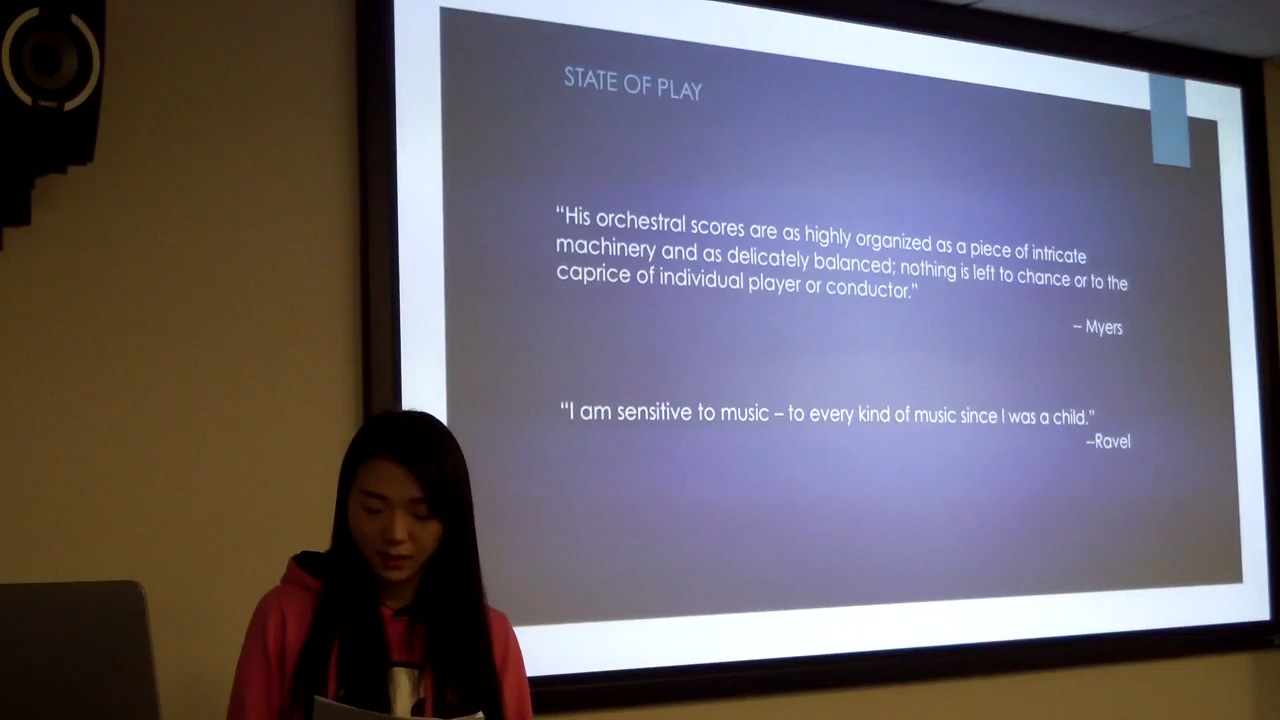 STATE OF PLAY
“His orchestral scores are as highly organized as a piece of intricate
machinery and as delicately balanced; nothing is left to chance or to the
caprice of individual player or conductor.”
– Myers
“I am sensitive to music – to every kind of music since I was a child.”
–Ravel